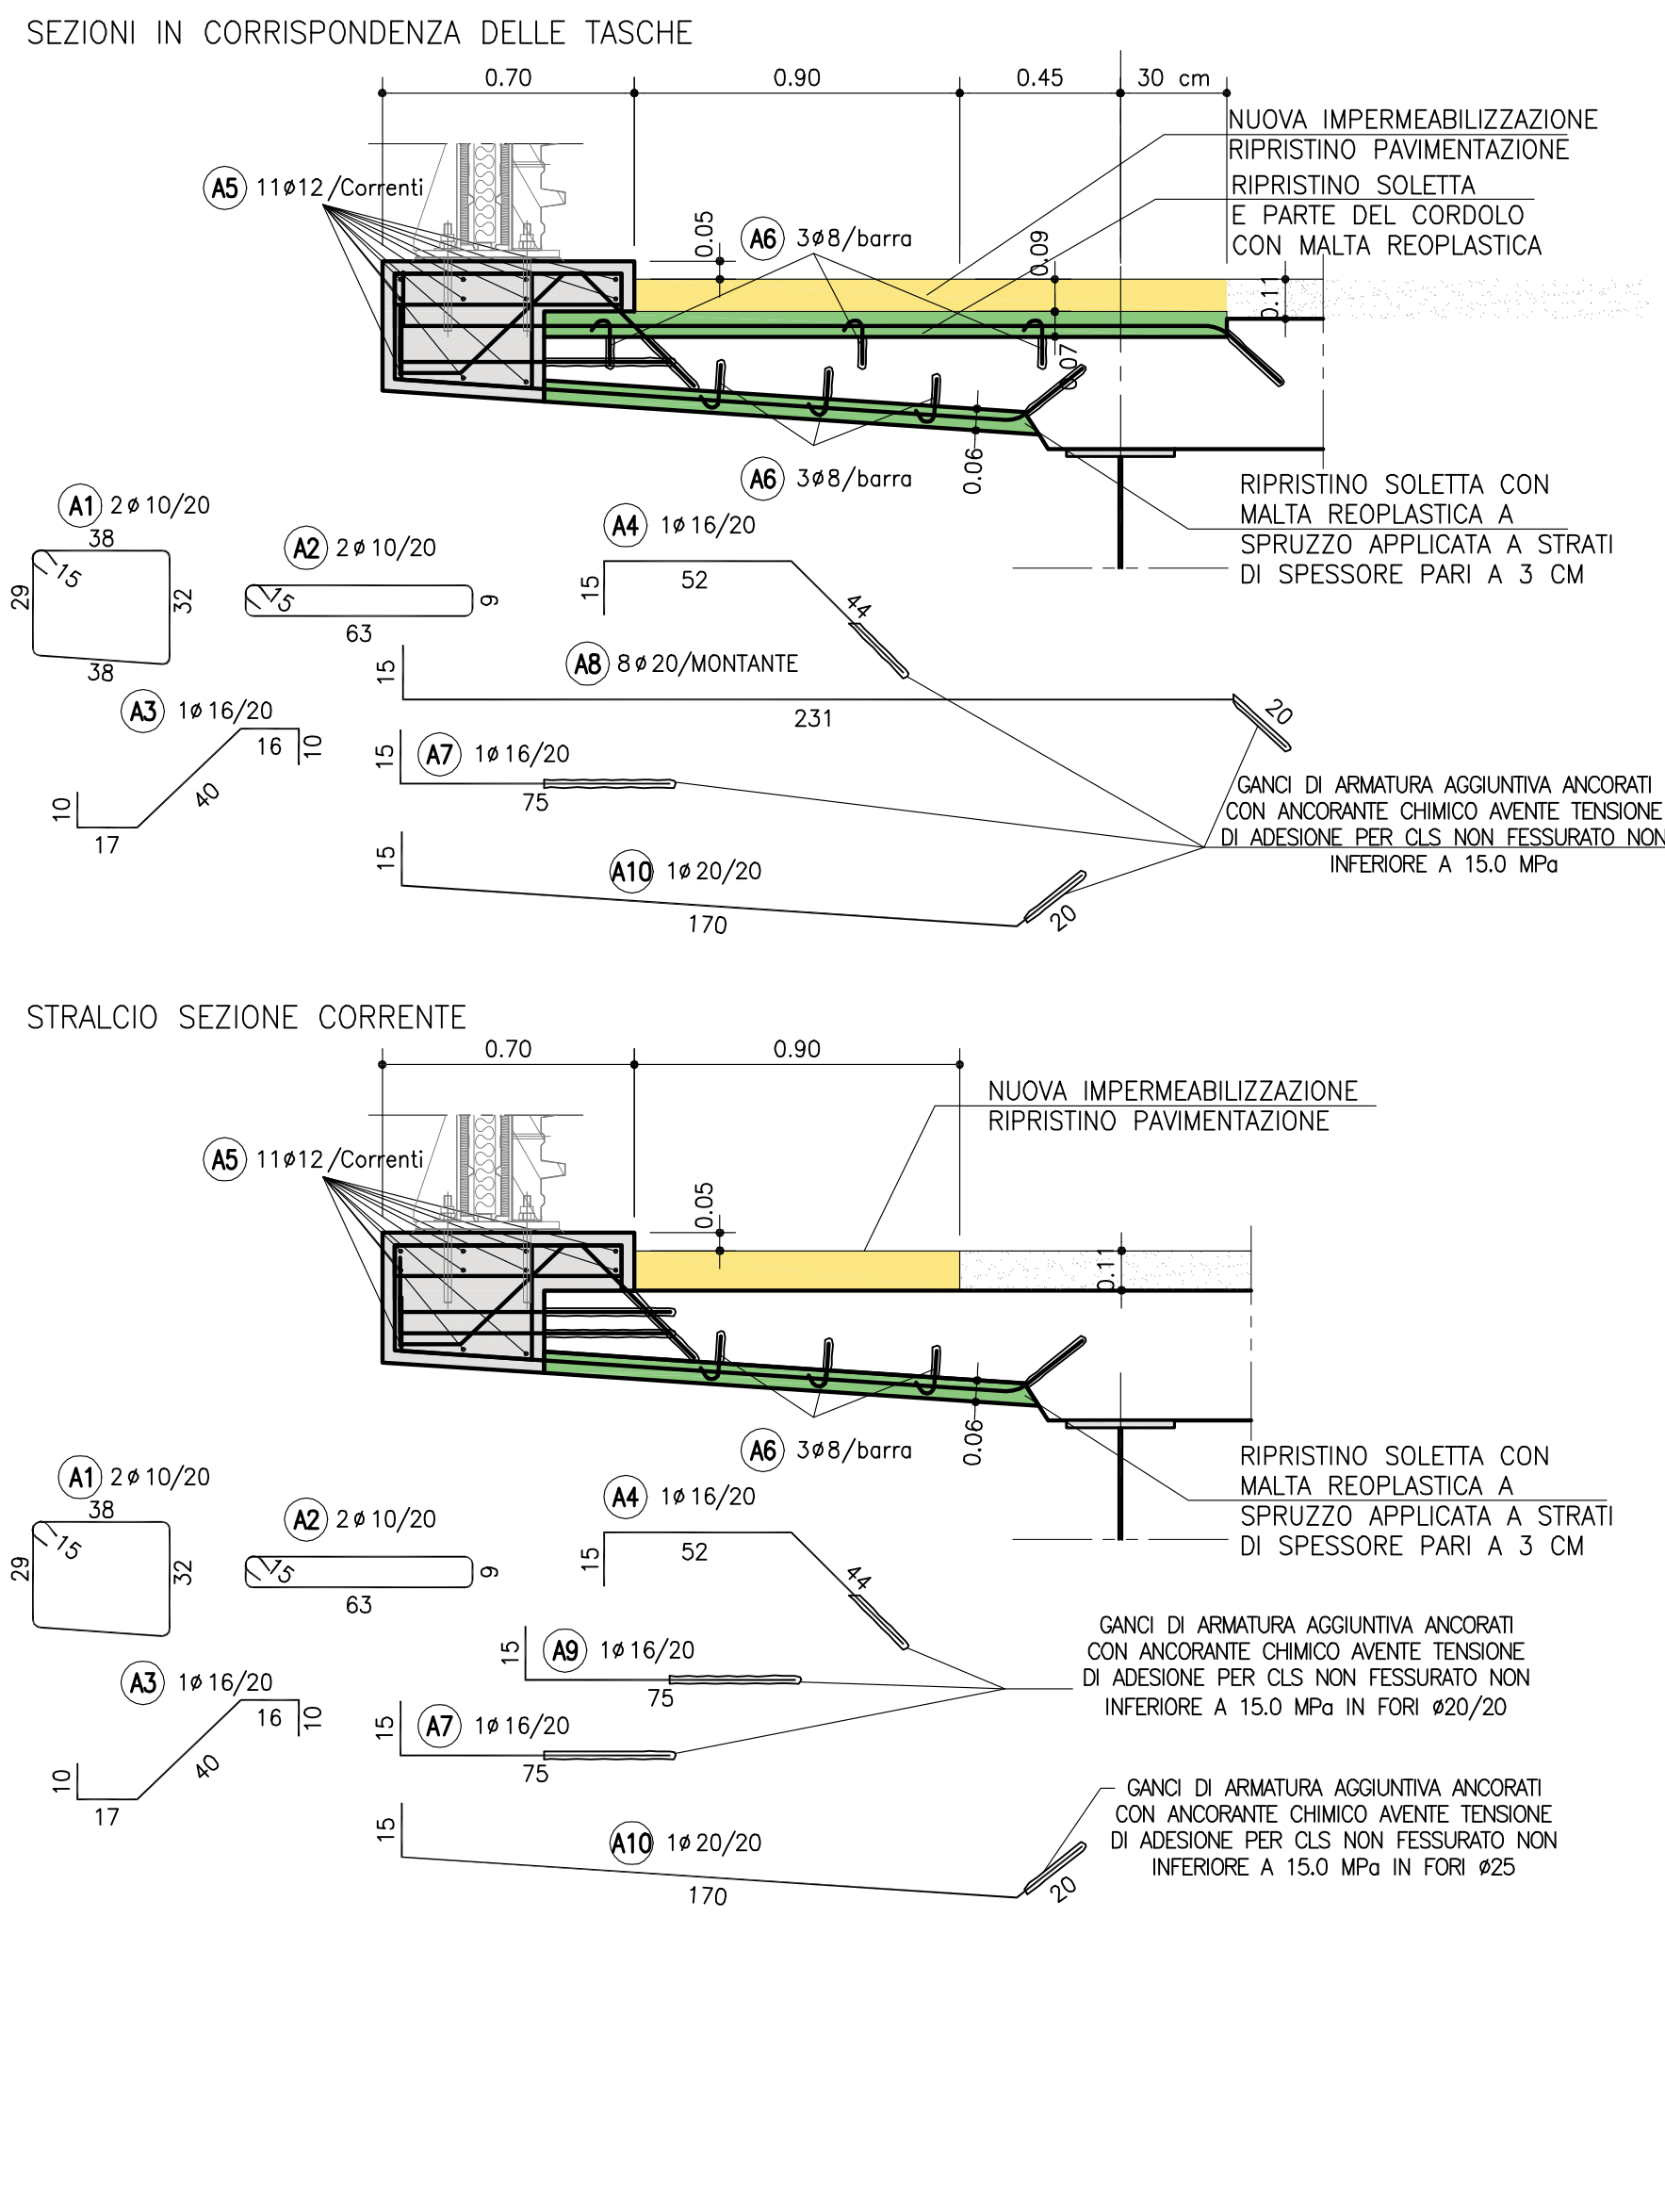 SEZIONI IN CORRISPONDENZA DELLE TASCHE
0.70
0.90
0.45
30 cm
NUOVA IMPERMEABILIZZAZIONE
RIPRISTINO PAVIMENTAZIONE
RIPRISTINO SOLETTA
E PARTE DEL CORDOLO
CON MALTA REOPLASTICA
A5 11ø12/Correnti
0.05
A6 3ø8/barra
0.09
0.11
0.07
A6 3ø8/barra
0.06
RIPRISTINO SOLETTA CON
MALTA REOPLASTICA A
SPRUZZO APPLICATA A STRATI
DI SPESSORE PARI A 3 CM
A1 2ø10/20
38
15
29
32
38
A2 2ø10/20
15
9
63
A4 1ø16/20
15
52
44
A8 8ø20/MONTANTE
15
231
20
A3 1ø16/20
16
10
40
10
17
A7 1ø16/20
15
75
GANCI DI ARMATURA AGGIUNTIVA ANCORATI
CON ANCORANTE CHIMICO AVENTE TENSIONE
DI ADESIONE PER CLS NON FESSURATO NON
INFERIORE A 15.0 MPa
A10 1ø20/20
15
170
20
STRALCIO SEZIONE CORRENTE
0.70
0.90
NUOVA IMPERMEABILIZZAZIONE
RIPRISTINO PAVIMENTAZIONE
A5 11ø12/Correnti
0.05
0.11
A6 3ø8/barra
0.06
RIPRISTINO SOLETTA CON
MALTA REOPLASTICA A
SPRUZZO APPLICATA A STRATI
DI SPESSORE PARI A 3 CM
A1 2ø10/20
38
15
29
32
A2 2ø10/20
15
9
63
A4 1ø16/20
15
52
44
A9 1ø16/20
15
75
GANCI DI ARMATURA AGGIUNTIVA ANCORATI
CON ANCORANTE CHIMICO AVENTE TENSIONE
DI ADESIONE PER CLS NON FESSURATO NON
INFERIORE A 15.0 MPa IN FORI ø20/20
A3 1ø16/20
16
10
40
10
17
A7 1ø16/20
15
75
GANCI DI ARMATURA AGGIUNTIVA ANCORATI
CON ANCORANTE CHIMICO AVENTE TENSIONE
DI ADESIONE PER CLS NON FESSURATO NON
INFERIORE A 15.0 MPa IN FORI ø25
A10 1ø20/20
15
170
20